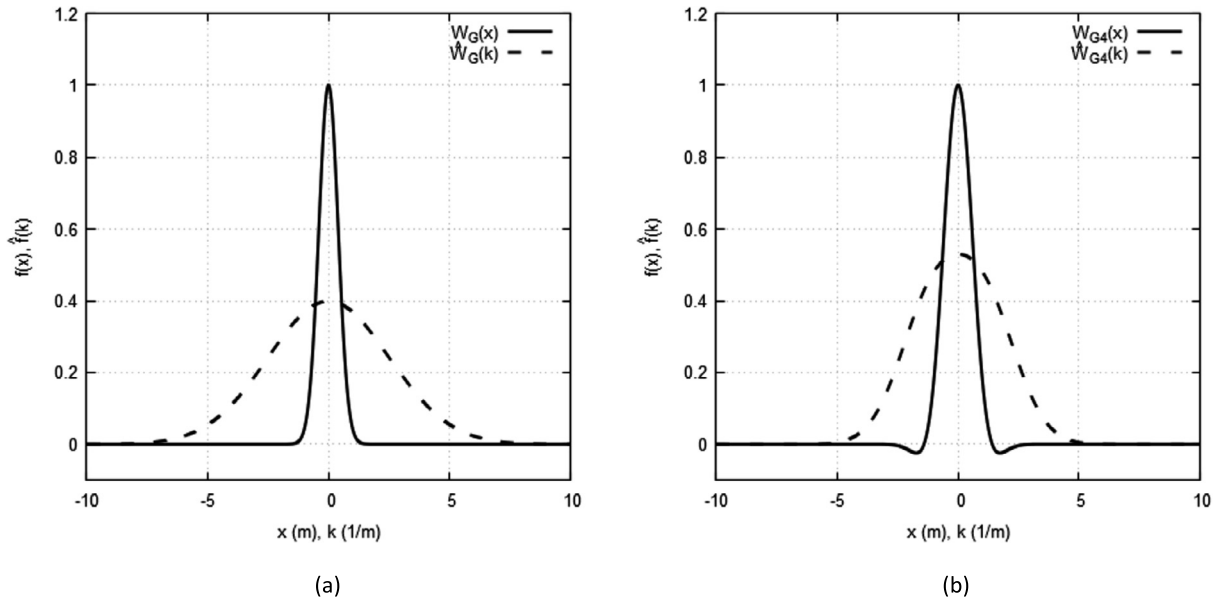 1.2
1
0.8
0.6
0.4
0.2
0
-10
-5
0
5
10
f(x), f̂(k)
x (m), k (1/m)
W_G(x)
Ŵ_G(k)
(a)
1.2
1
0.8
0.6
0.4
0.2
0
-10
-5
0
5
10
f(x), f̂(k)
x (m), k (1/m)
W_G4(x)
Ŵ_G4(k)
(b)